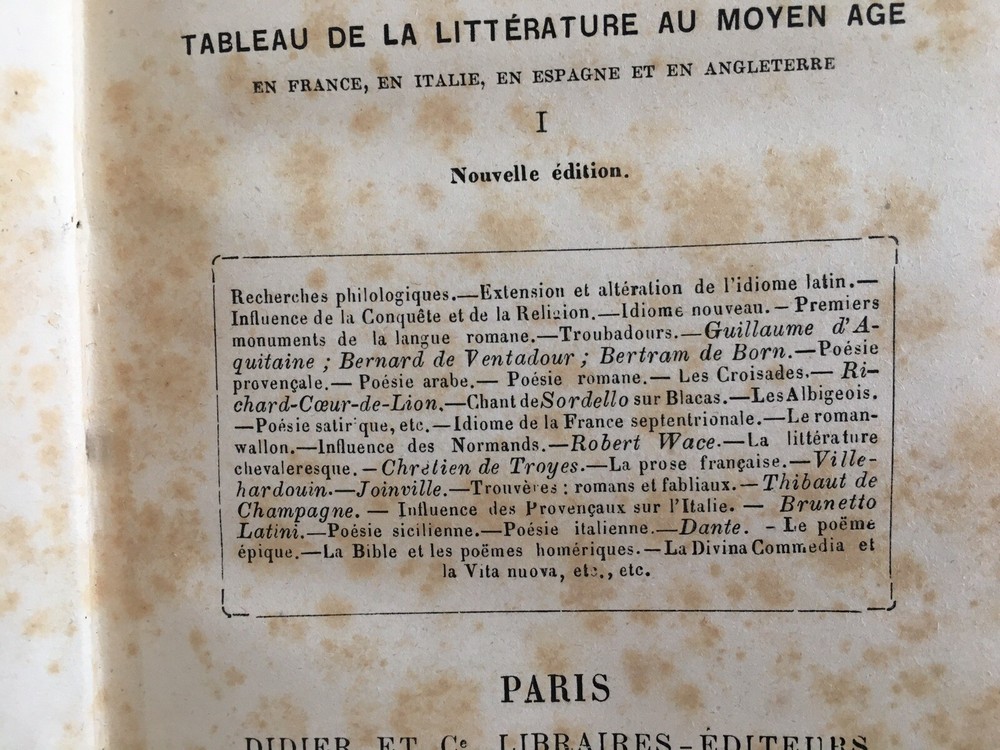 TABLEAU DE LA LITTÉRATURE AU MOYEN AGE
EN FRANCE, EN ITALIE, EN ESPAGNE ET EN ANGLETERRE
I
Nouvelle édition.
Recherches philologiques.—Extension et altération de l'idiome latin.—
Influence de la Conquête et de la Religion.—Idiome nouveau.—Premiers
monuments de la langue romane.—Troubadours.—Guillaume d'A-
quitaine ; Bernard de Ventadour ; Bertram de Born.—Poésie
provençale.— Poésie arabe.— Poésie romane.— Les Croisades.— Ri-
chard-Cœur-de-Lion.—Chant de Sordello sur Blacas.—Les Albigeois.
—Poésie satirique, etc.—Idiome de la France septentrionale.—Le roman-
wallon.—Influence des Normands.—Robert Wace.—La littérature
chevaleresque.—Chrétien de Troyes.—La prose française.—Ville-
hardouin.—Joinville.—Trouvères : romans et fabliaux.—Thibaut de
Champagne. — Influence des Provençaux sur l'Italie. — Brunetto
Latini.—Poésie sicilienne.—Poésie italienne.—Dante. - Le poëme
épique.—La Bible et les poëmes homériques.—La Divina Commedia et
la Vita nuova, etc., etc.
PARIS
DIDIER ET Ce LIBRAIRES-ÉDITEURS